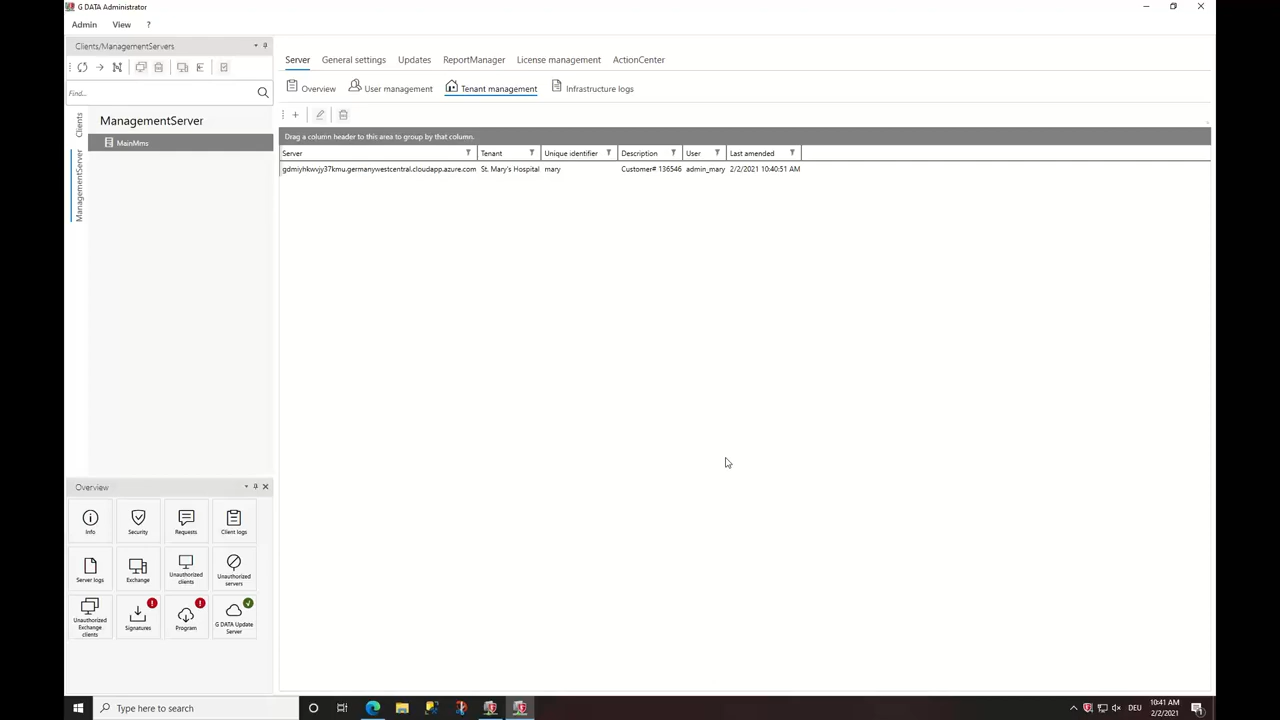 G DATA Administrator
Admin View ?
Clients/ManagementServers
Find...
Clients
ManagementServer
ManagementServer
MainMms
Server General settings Updates ReportManager License management ActionCenter
Overview User management Tenant management Infrastructure logs
Drag a column header to this area to group by that column.
Server Tenant Unique identifier Description User Last amended
gdmiyhkwvjy37kmu.germanywestcentral.cloudapp.azure.com St. Mary's Hospital mary Customer# 136546 admin_mary 2/2/2021 10:40:51 AM
Overview
Info Security Requests Client logs
Server logs Exchange Unauthorized clients Unauthorized servers
Unauthorized Exchange clients Signatures Program G DATA Update Server
Type here to search
DEU
10:41 AM
2/2/2021
1